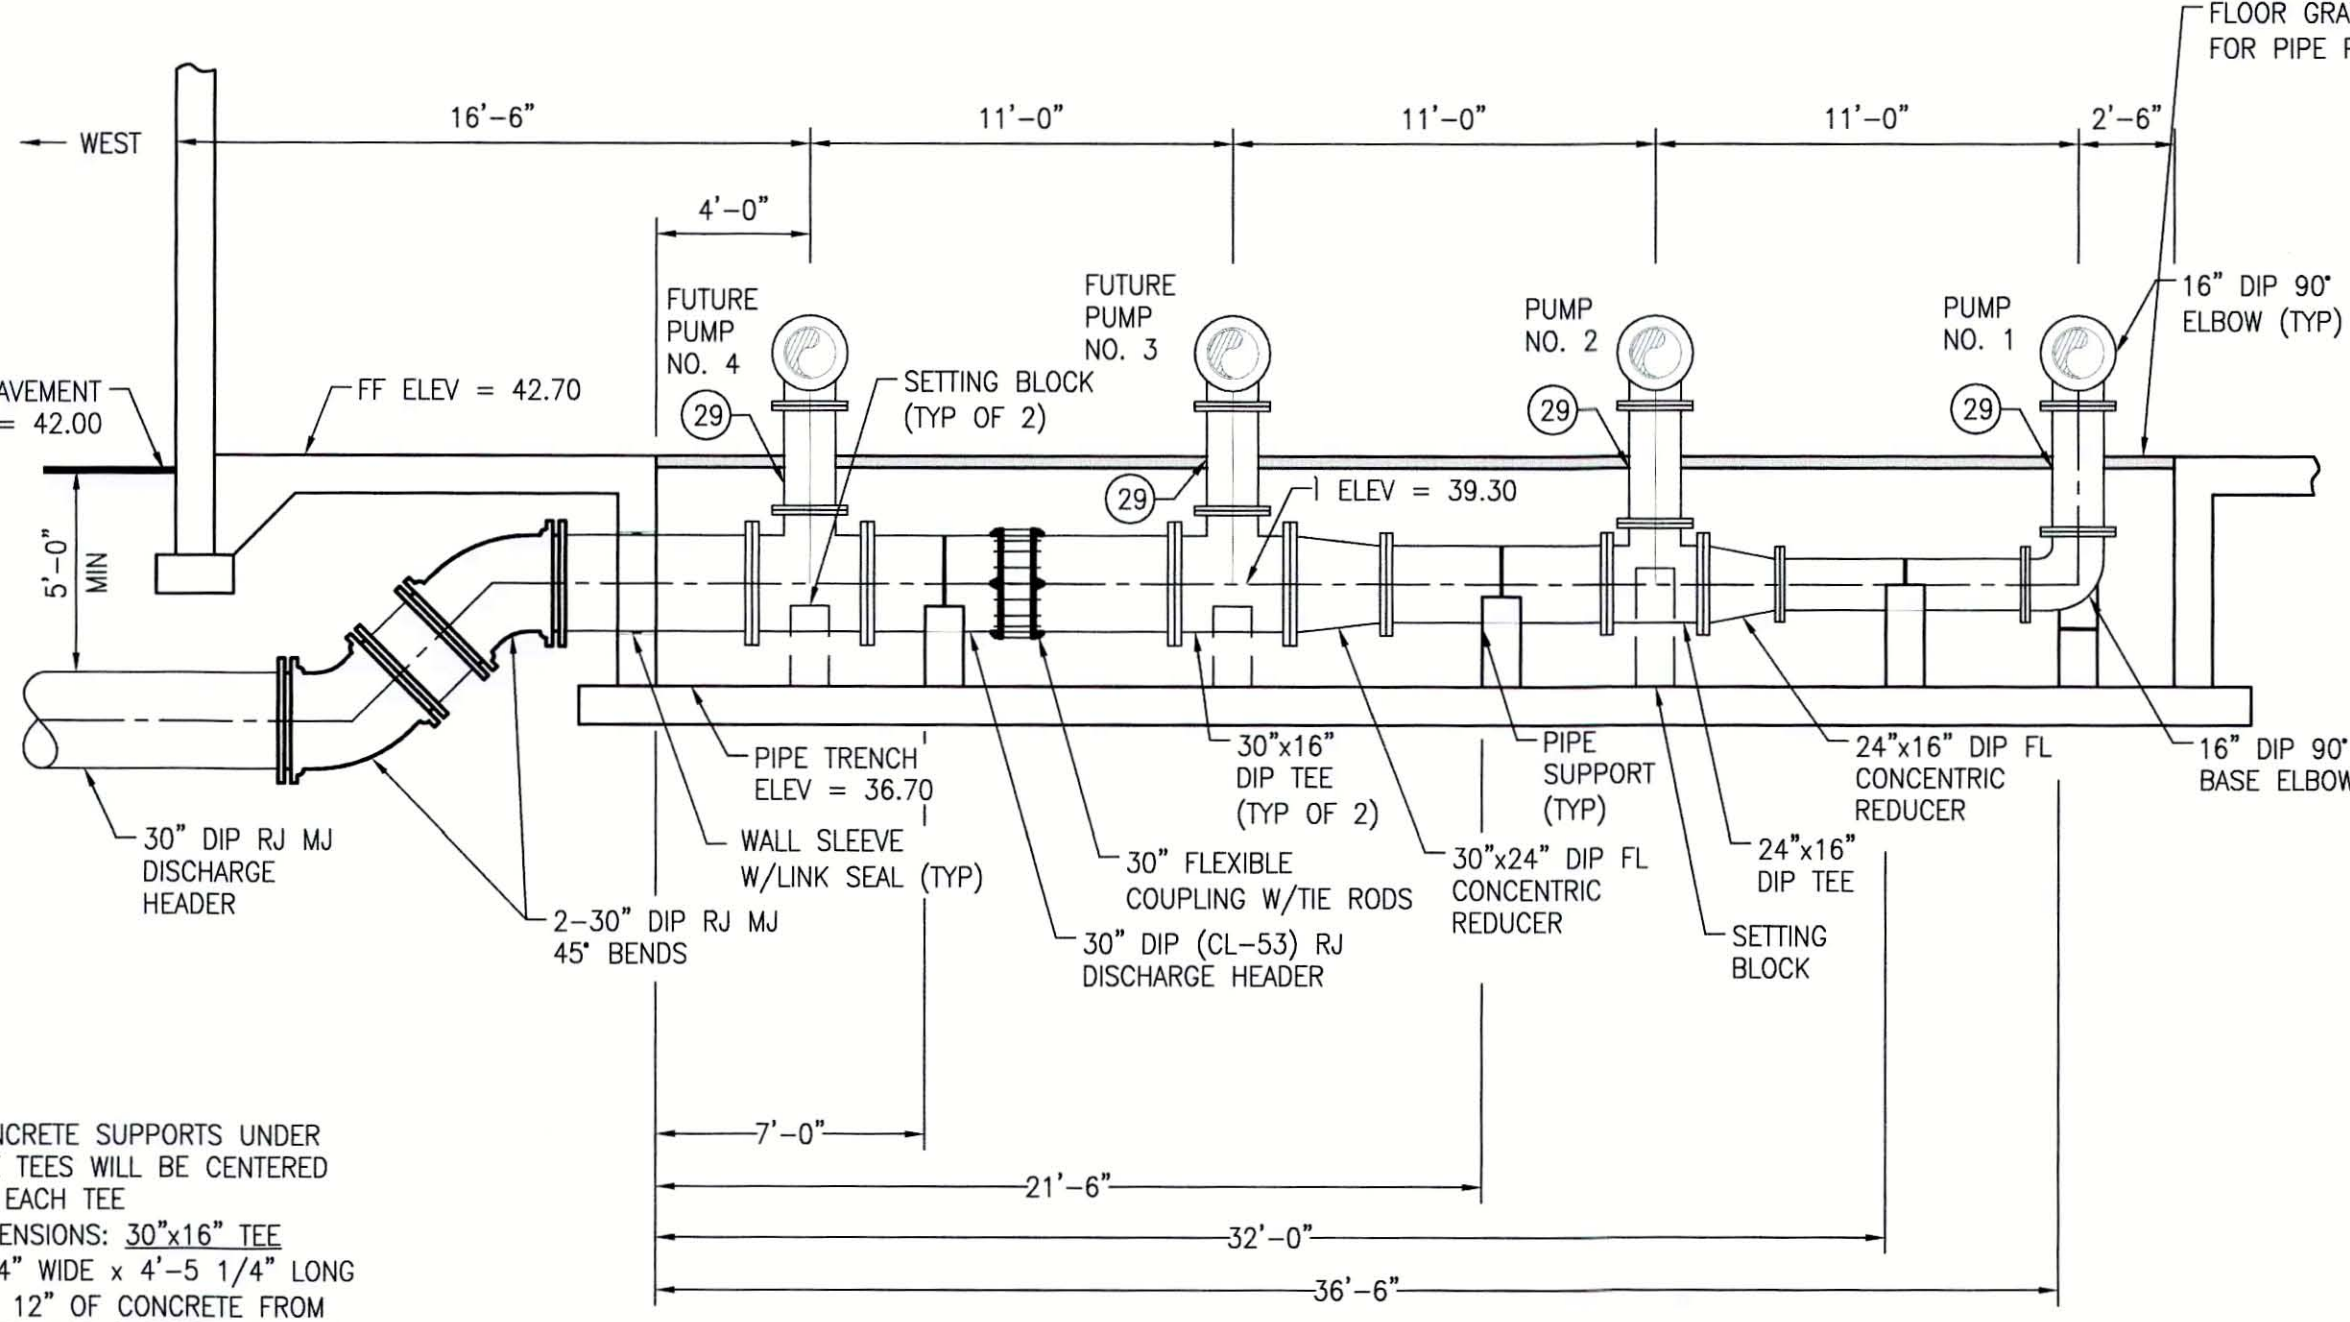 FLOOR GRA
FOR PIPE
WEST
16'-6"
11'-0"
11'-0"
11'-0"
2'-6"
4'-0"
FUTURE
PUMP
NO. 4
FUTURE
PUMP
NO. 3
PUMP
NO. 2
PUMP
NO. 1
16" DIP 90°
ELBOW (TYP)
AVEMENT
= 42.00
FF ELEV = 42.70
SETTING BLOCK
(TYP OF 2)
29
29
29
29
ELEV = 39.30
5'-0"
MIN
PIPE TRENCH
ELEV = 36.70
WALL SLEEVE
W/LINK SEAL (TYP)
30" DIP RJ MJ
DISCHARGE
HEADER
2-30" DIP RJ MJ
45° BENDS
30"x16"
DIP TEE
(TYP OF 2)
30" FLEXIBLE
COUPLING W/TIE RODS
30" DIP (CL-53) RJ
DISCHARGE HEADER
PIPE
SUPPORT
(TYP)
30"x24" DIP FL
CONCENTRIC
REDUCER
24"x16" DIP FL
CONCENTRIC
REDUCER
24"x16"
DIP TEE
SETTING
BLOCK
16" DIP 90°
BASE ELBOW
7'-0"
21'-6"
32'-0"
36'-6"
NCRETE SUPPORTS UNDER
TEES WILL BE CENTERED
EACH TEE
ENSIONS: 30"x16" TEE
4" WIDE x 4'-5 1/4" LONG
12" OF CONCRETE FROM